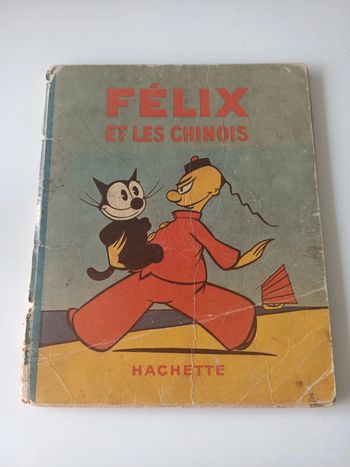 FÉLIX
ET LES CHINOIS
HACHETTE